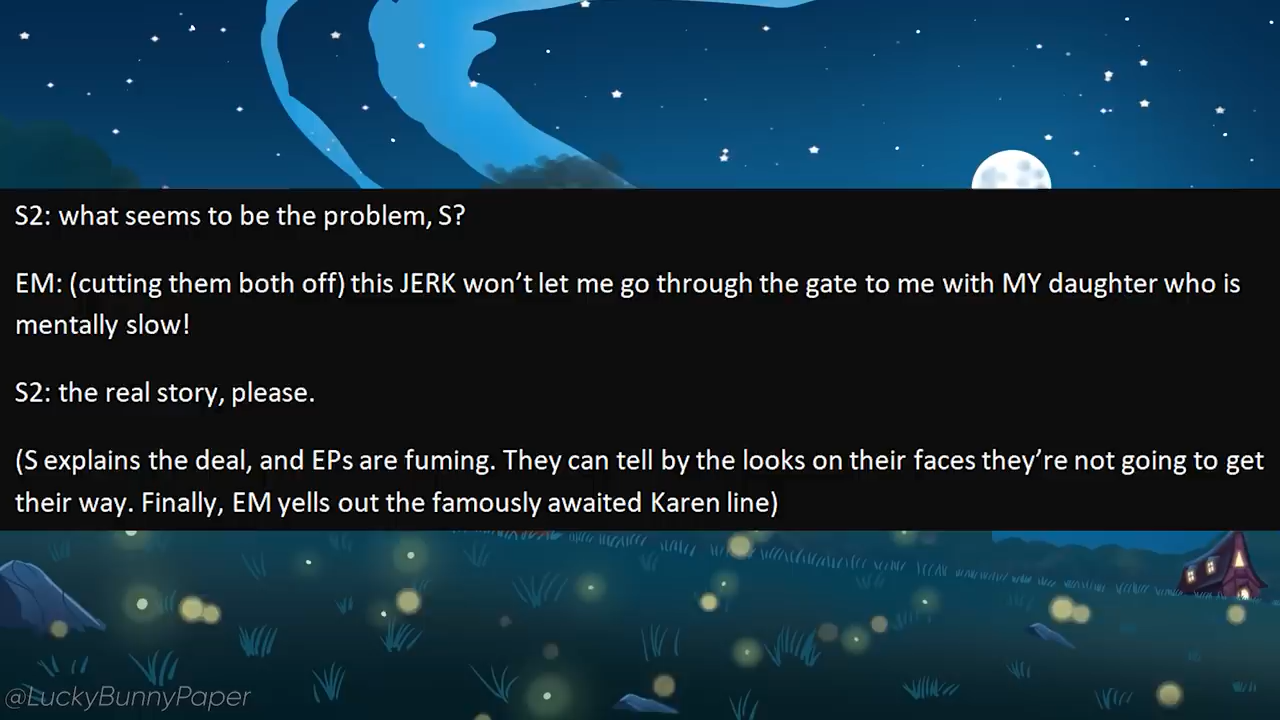 S2: what seems to be the problem, S?
EM: (cutting them both off) this JERK won’t let me go through the gate to me with MY daughter who is
mentally slow!
S2: the real story, please.
(S explains the deal, and EPs are fuming. They can tell by the looks on their faces they’re not going to get
their way. Finally, EM yells out the famously awaited Karen line)
@LuckyBunnyPaper